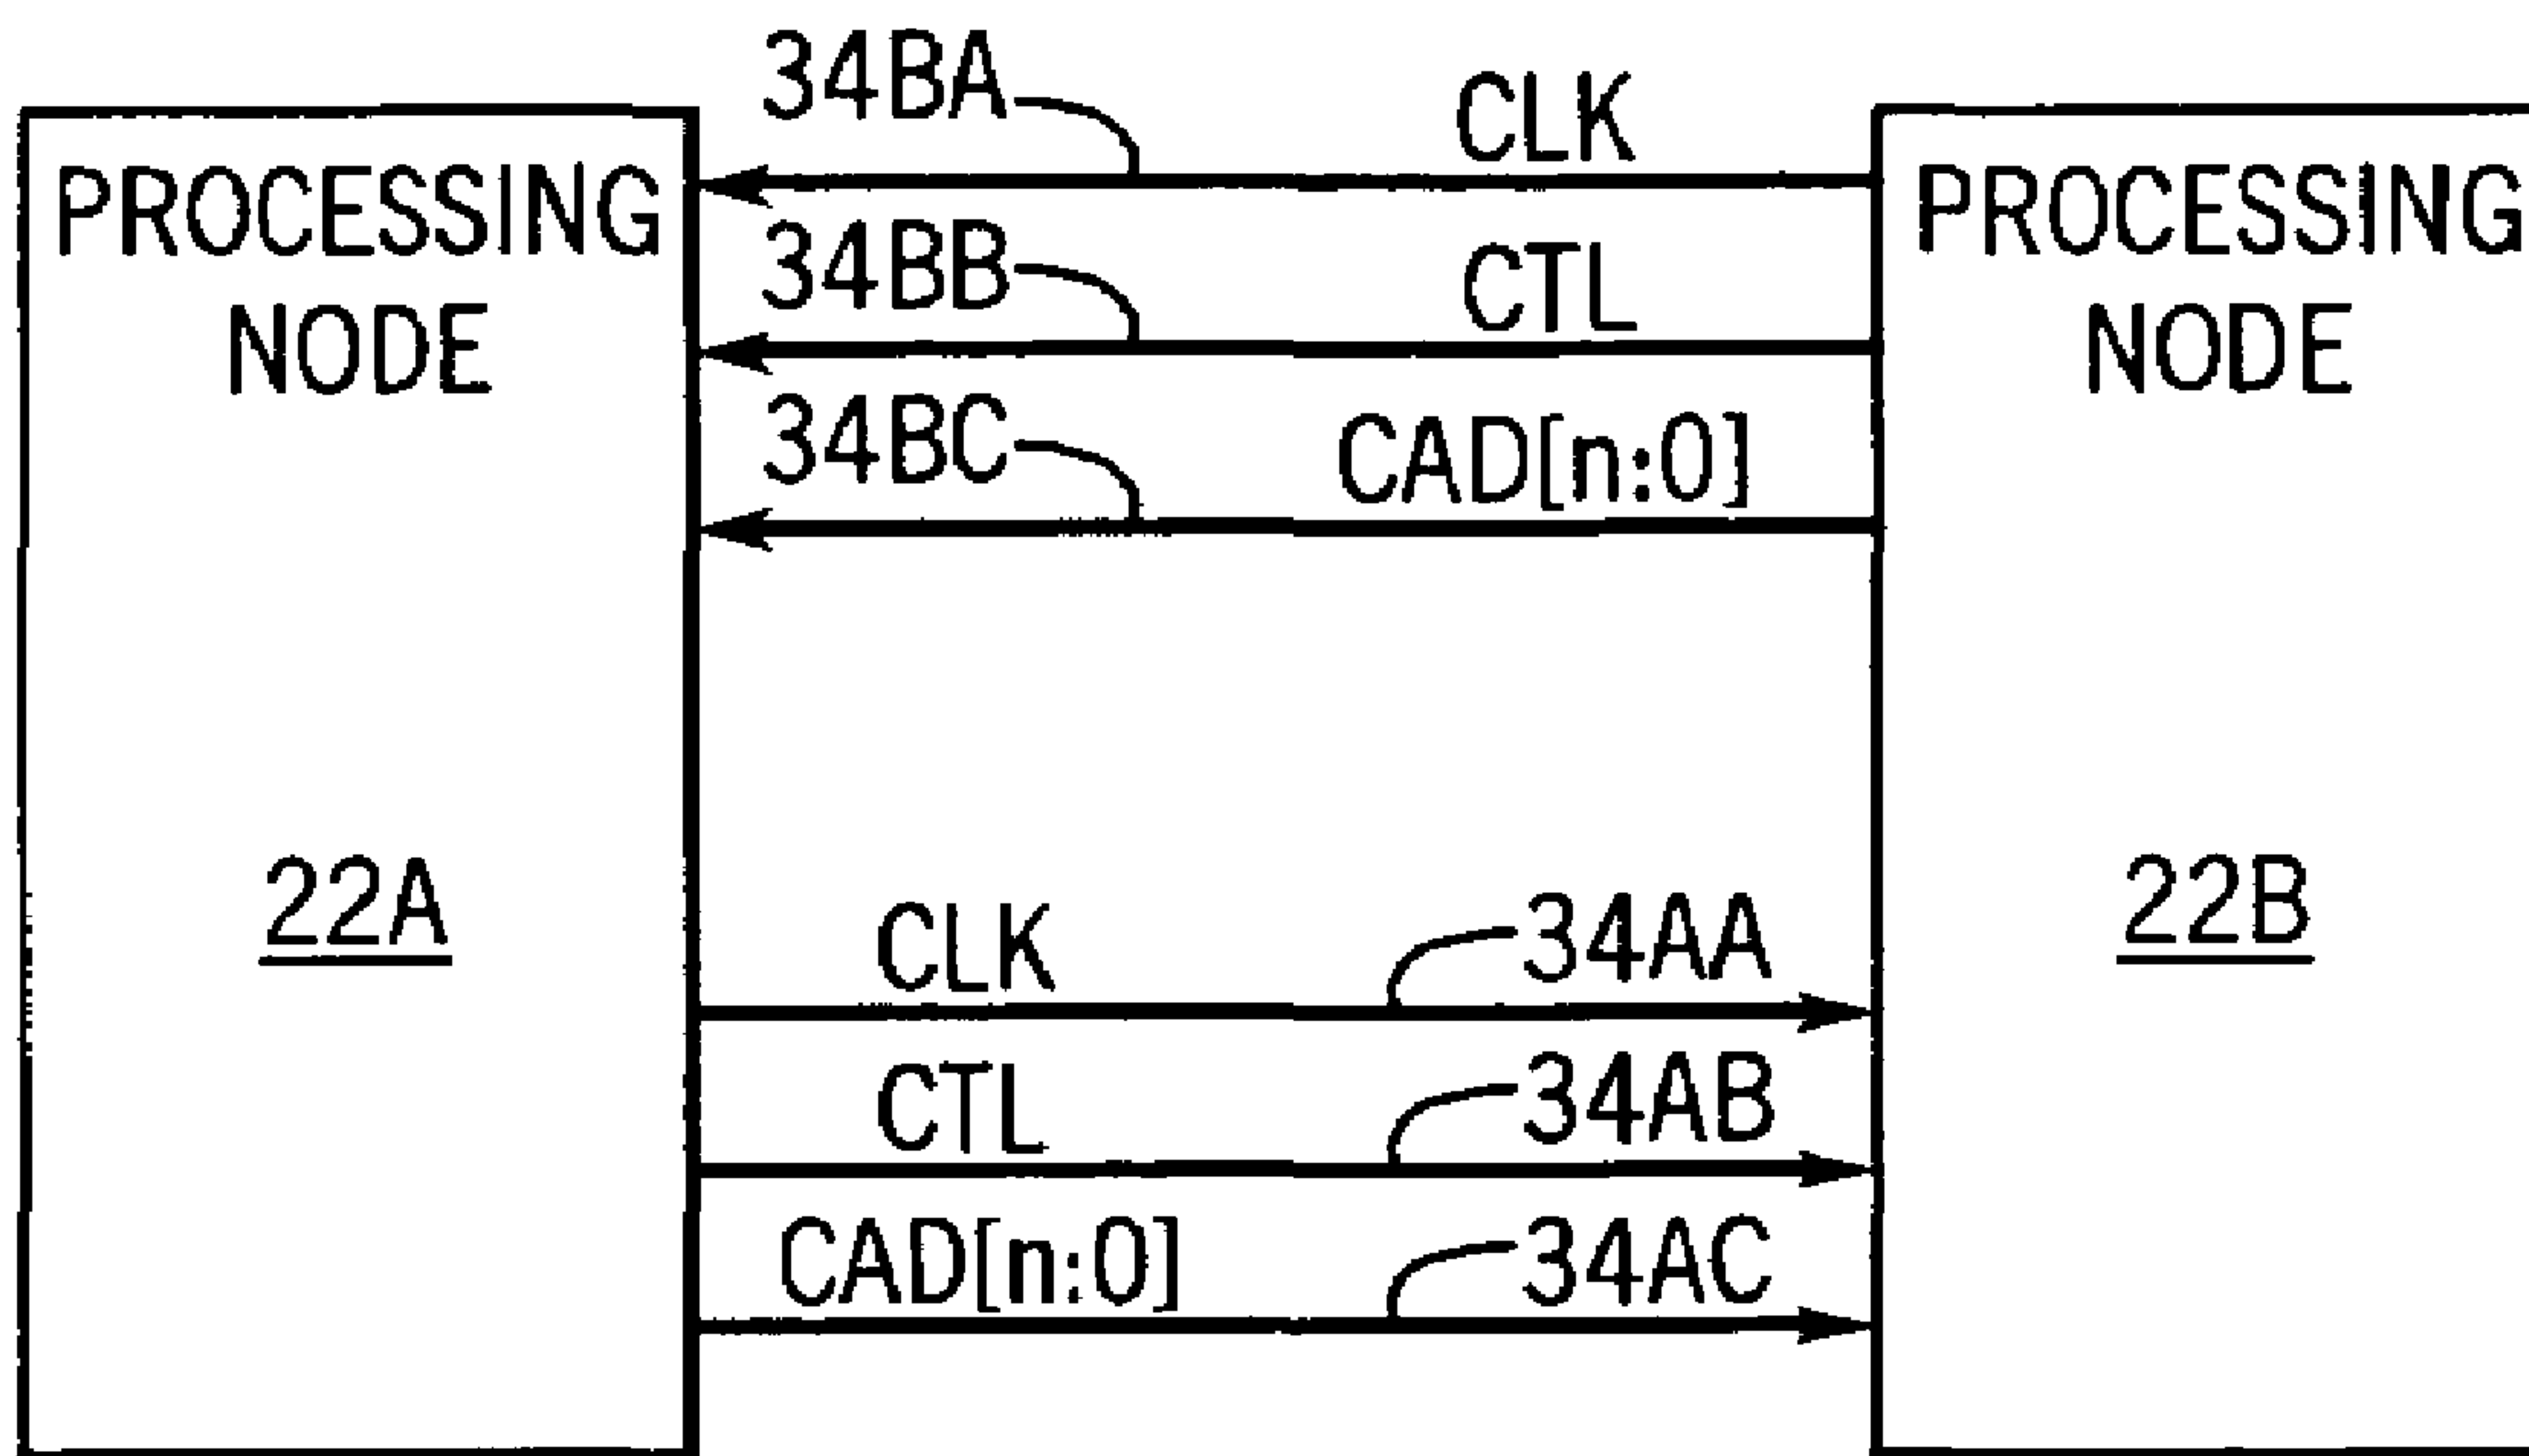 PROCESSING
NODE
22A
34BA
CLK
34BB
CTL
34BC
CAD[n:0]
CLK
34AA
CTL
34AB
CAD[n:0]
34AC
PROCESSING
NODE
22B